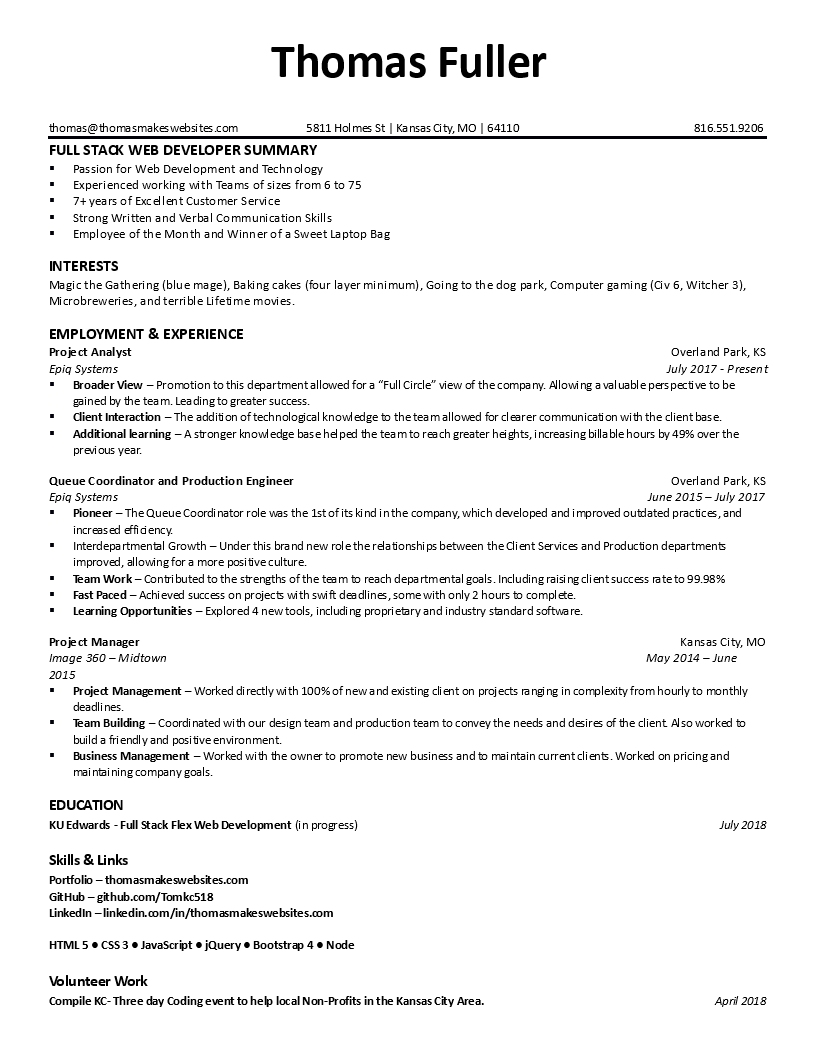 Thomas Fuller
thomas@thomasmakeswebsites.com 5811 Holmes St | Kansas City, MO | 64110 816.551.9206
FULL STACK WEB DEVELOPER SUMMARY
▪ Passion for Web Development and Technology
▪ Experienced working with Teams of sizes from 6 to 75
▪ 7+ years of Excellent Customer Service
▪ Strong Written and Verbal Communication Skills
▪ Employee of the Month and Winner of a Sweet Laptop Bag
INTERESTS
Magic the Gathering (blue mage), Baking cakes (four layer minimum), Going to the dog park, Computer gaming (Civ 6, Witcher 3),
Microbreweries, and terrible Lifetime movies.
EMPLOYMENT & EXPERIENCE
Project Analyst Overland Park, KS
Epiq Systems July 2017 - Present
▪ Broader View – Promotion to this department allowed for a “Full Circle” view of the company. Allowing a valuable perspective to be
gained by the team. Leading to greater success.
▪ Client Interaction – The addition of technological knowledge to the team allowed for clearer communication with the client base.
▪ Additional learning – A stronger knowledge base helped the team to reach greater heights, increasing billable hours by 49% over the
previous year.
Queue Coordinator and Production Engineer Overland Park, KS
Epiq Systems June 2015 – July 2017
▪ Pioneer – The Queue Coordinator role was the 1st of its kind in the company, which developed and improved outdated practices, and
increased efficiency.
▪ Interdepartmental Growth – Under this brand new role the relationships between the Client Services and Production departments
improved, allowing for a more positive culture.
▪ Team Work – Contributed to the strengths of the team to reach departmental goals. Including raising client success rate to 99.98%
▪ Fast Paced – Achieved success on projects with swift deadlines, some with only 2 hours to complete.
▪ Learning Opportunities – Explored 4 new tools, including proprietary and industry standard software.
Project Manager Kansas City, MO
Image 360 – Midtown May 2014 – June
2015
▪ Project Management – Worked directly with 100% of new and existing client on projects ranging in complexity from hourly to monthly
deadlines.
▪ Team Building – Coordinated with our design team and production team to convey the needs and desires of the client. Also worked to
build a friendly and positive environment.
▪ Business Management – Worked with the owner to promote new business and to maintain current clients. Worked on pricing and
maintaining company goals.
EDUCATION
KU Edwards - Full Stack Flex Web Development (in progress) July 2018
Skills & Links
Portfolio – thomasmakeswebsites.com
GitHub – github.com/Tomkc518
LinkedIn – linkedin.com/in/thomasmakeswebsites.com
HTML 5 ● CSS 3 ● JavaScript ● jQuery ● Bootstrap 4 ● Node
Volunteer Work
Compile KC- Three day Coding event to help local Non-Profits in the Kansas City Area. April 2018